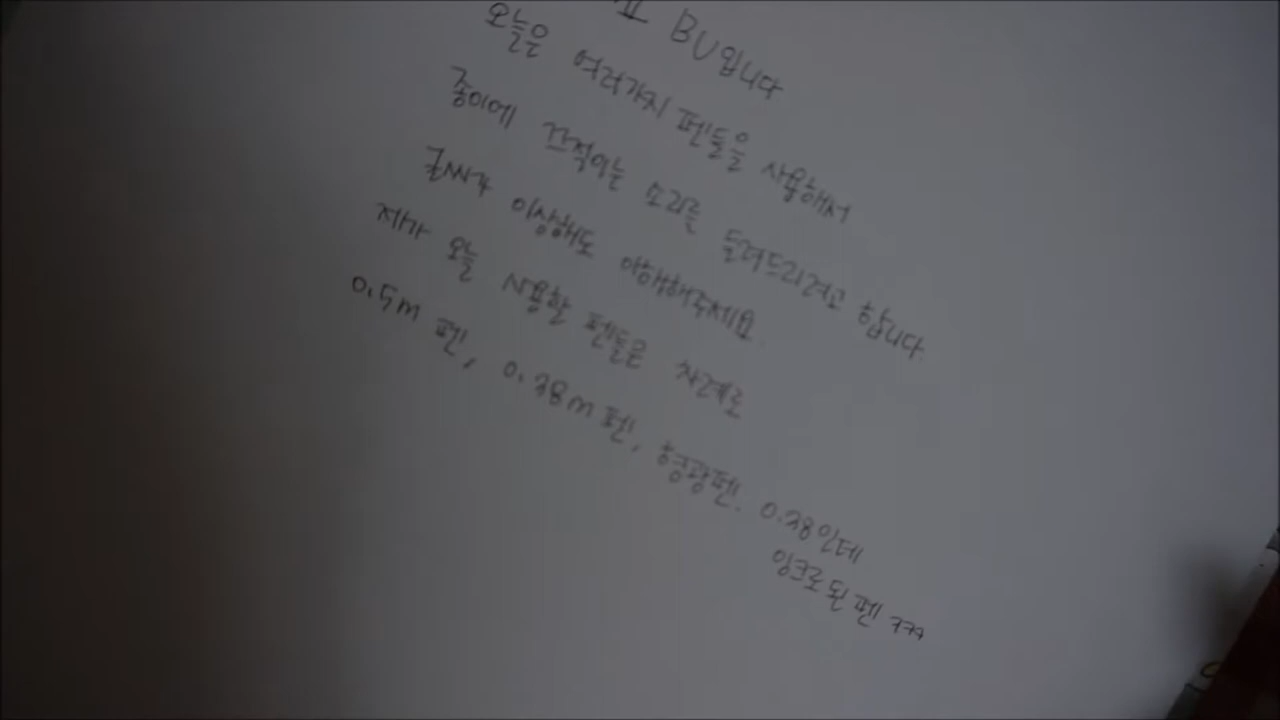 BU입니다
오늘은 여러가지 펜들을 사용해서
종이에 끄적이는 소리를 들려드리려고 합니다.
글씨가 이상해도 이해해주세요.
제가 오늘 사용할 펜들은 차례로
0.5m 펜, 0.38m 펜, 형광펜. 0.38인데
잉크로 된 펜 ㅋㅋㅋ